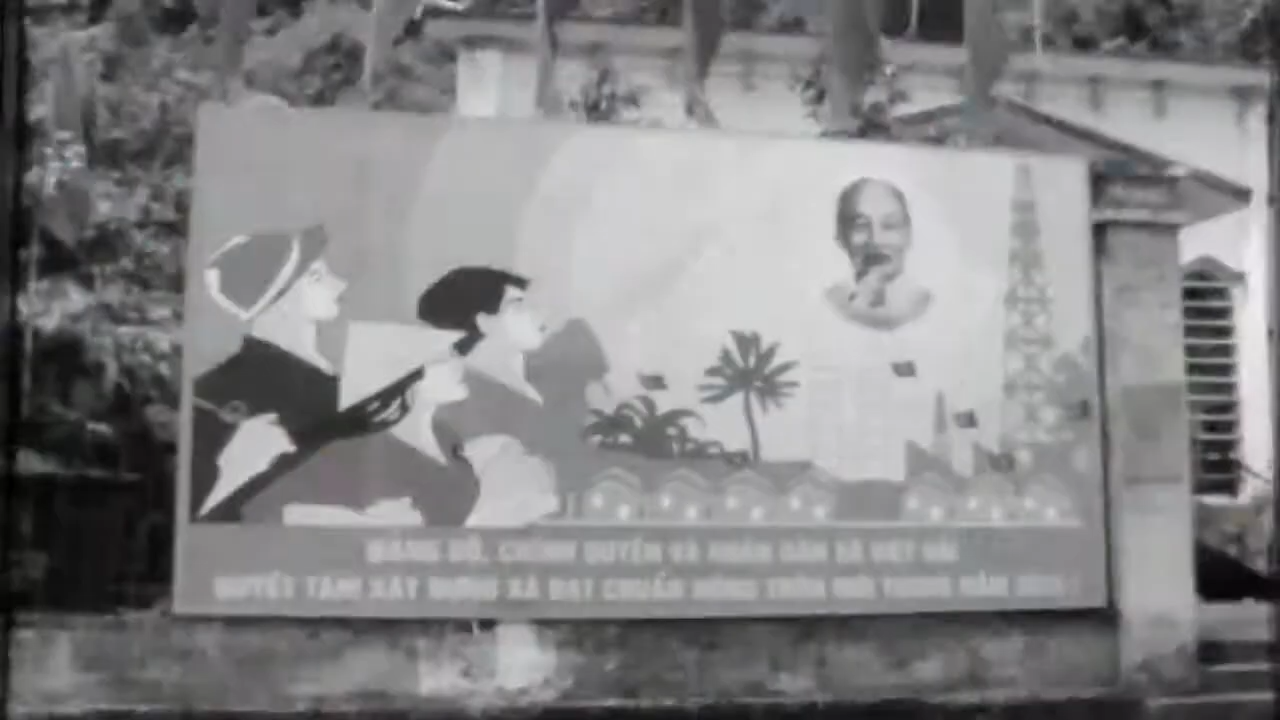 ĐẢNG BỘ, CHÍNH QUYỀN VÀ NHÂN DÂN XÃ VIỆT
QUYẾT TÂM XÂY DỰNG XÃ ĐẠT CHUẨN NÔNG THÔN MỚI TRONG NĂM